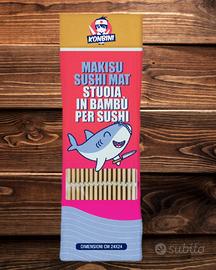 KONBINI
MAKISU
SUSHI MAT
STUOIA
IN BAMBÙ
PER SUSHI
DIMENSIONI CM 24X24
subito